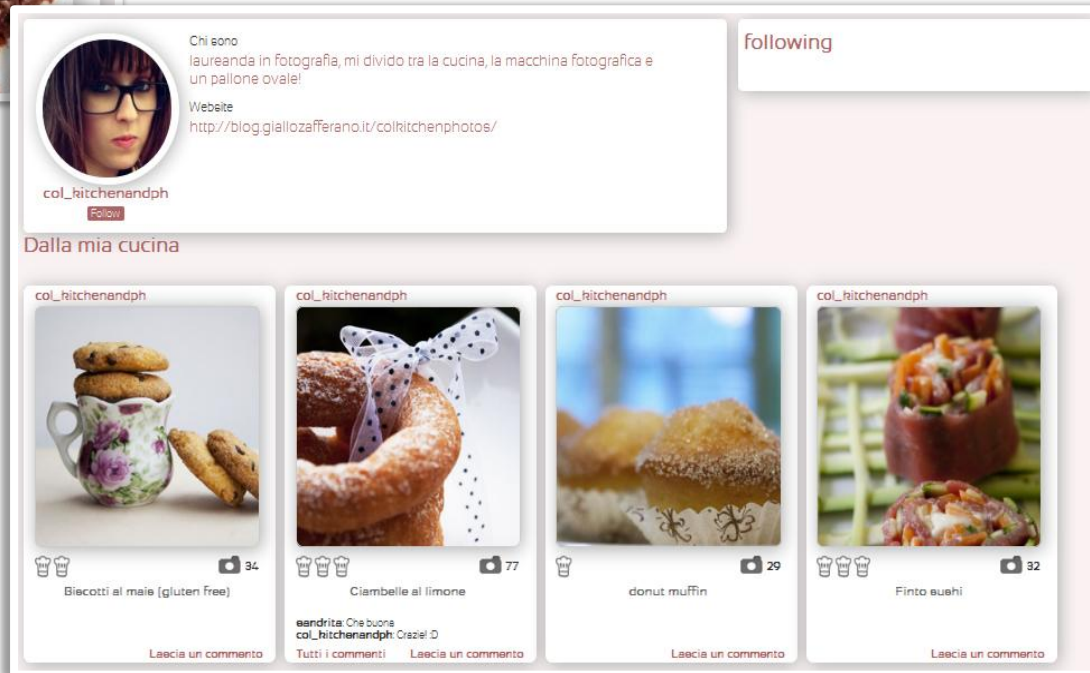 Chi sono
laureanda in fotografia, mi divido tra la cucina, la macchina fotografica e
un pallone ovale!
Website
http://blog.giallozafferano.it/colkitchenphotos/
col_kitchenandph
Follow
following
Dalla mia cucina
col_kitchenandph
34
Biscotti al mais (gluten free)
Lascia un commento
col_kitchenandph
77
Ciambelle al limone
sandrita: Che buone
col_kitchenandph: Grazie! :D
Tutti i commenti Lascia un commento
col_kitchenandph
29
donut muffin
Lascia un commento
col_kitchenandph
32
Finto sushi
Lascia un commento